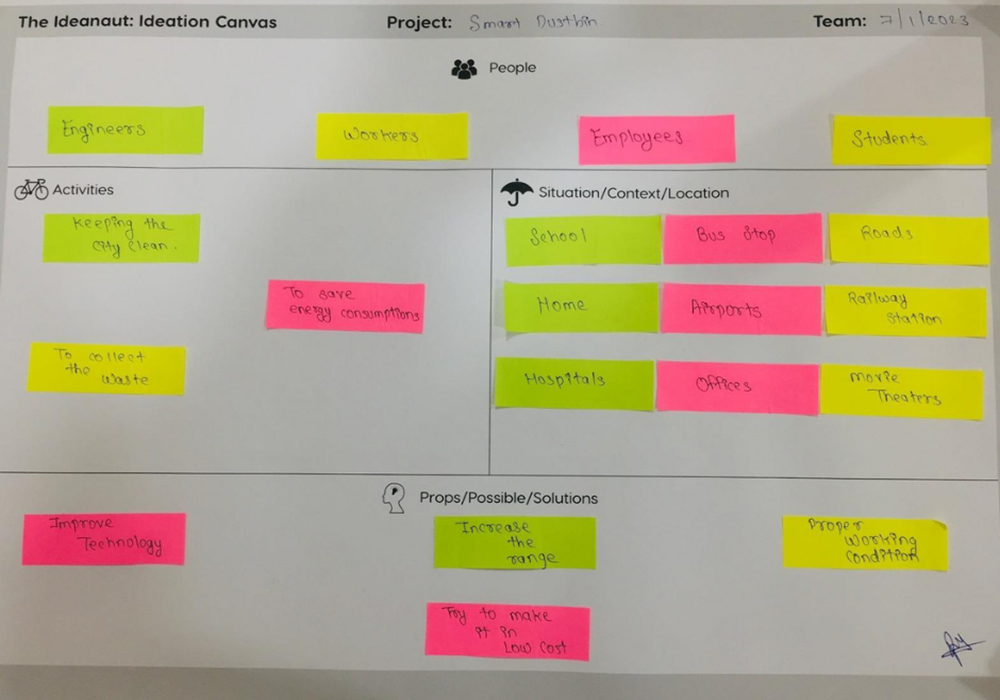 The Ideanaut: Ideation Canvas Project: Smart Dustbin Team: 7/1/2023
People
Engineers
Workers
Employees
Students
Activities
Keeping the
City Clean.
To save
energy consumptions
To collect
the
Waste
Situation/Context/Location
School
Bus Stop
Roads
Home
Airports
Railway
Station
Hospitals
Offices
Movie
Theaters
Props/Possible/Solutions
Improve
Technology
Increase
the
range
Proper
Working
Condition
Try to make
it in
Low Cost